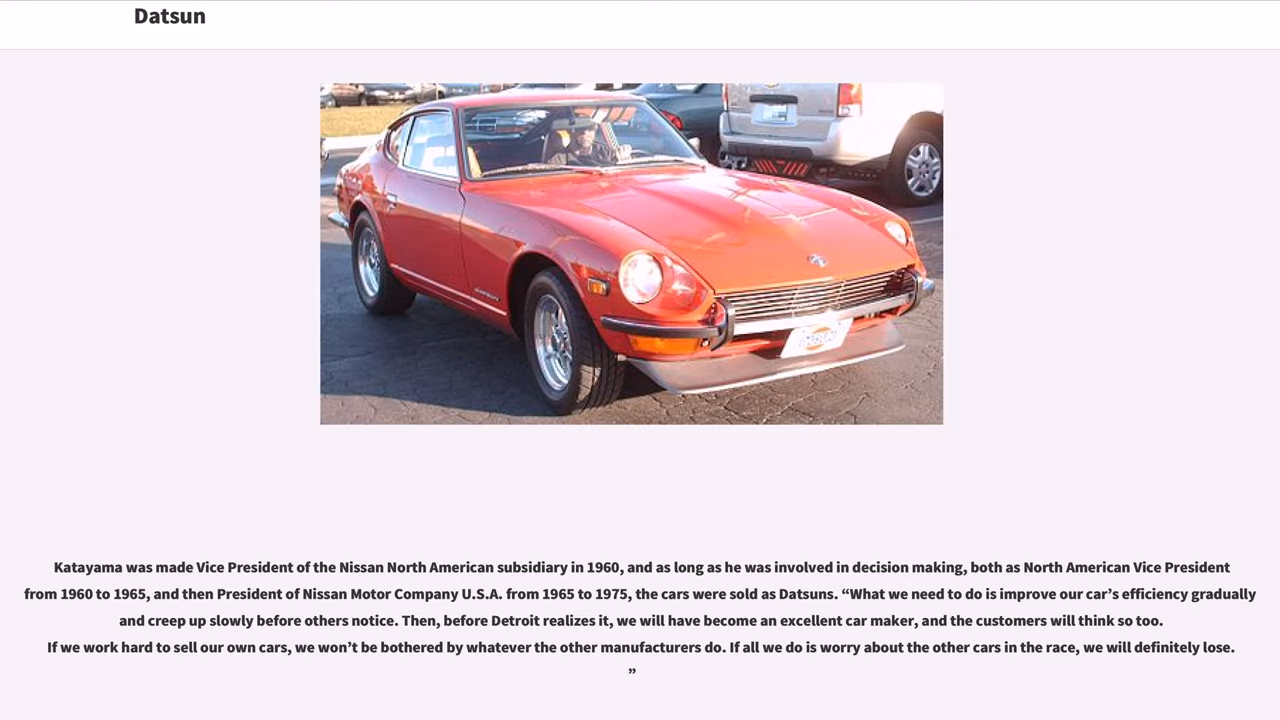 Datsun
Katayama was made Vice President of the Nissan North American subsidiary in 1960, and as long as he was involved in decision making, both as North American Vice President
from 1960 to 1965, and then President of Nissan Motor Company U.S.A. from 1965 to 1975, the cars were sold as Datsuns. “What we need to do is improve our car’s efficiency gradually
and creep up slowly before others notice. Then, before Detroit realizes it, we will have become an excellent car maker, and the customers will think so too.
If we work hard to sell our own cars, we won’t be bothered by whatever the other manufacturers do. If all we do is worry about the other cars in the race, we will definitely lose.
”